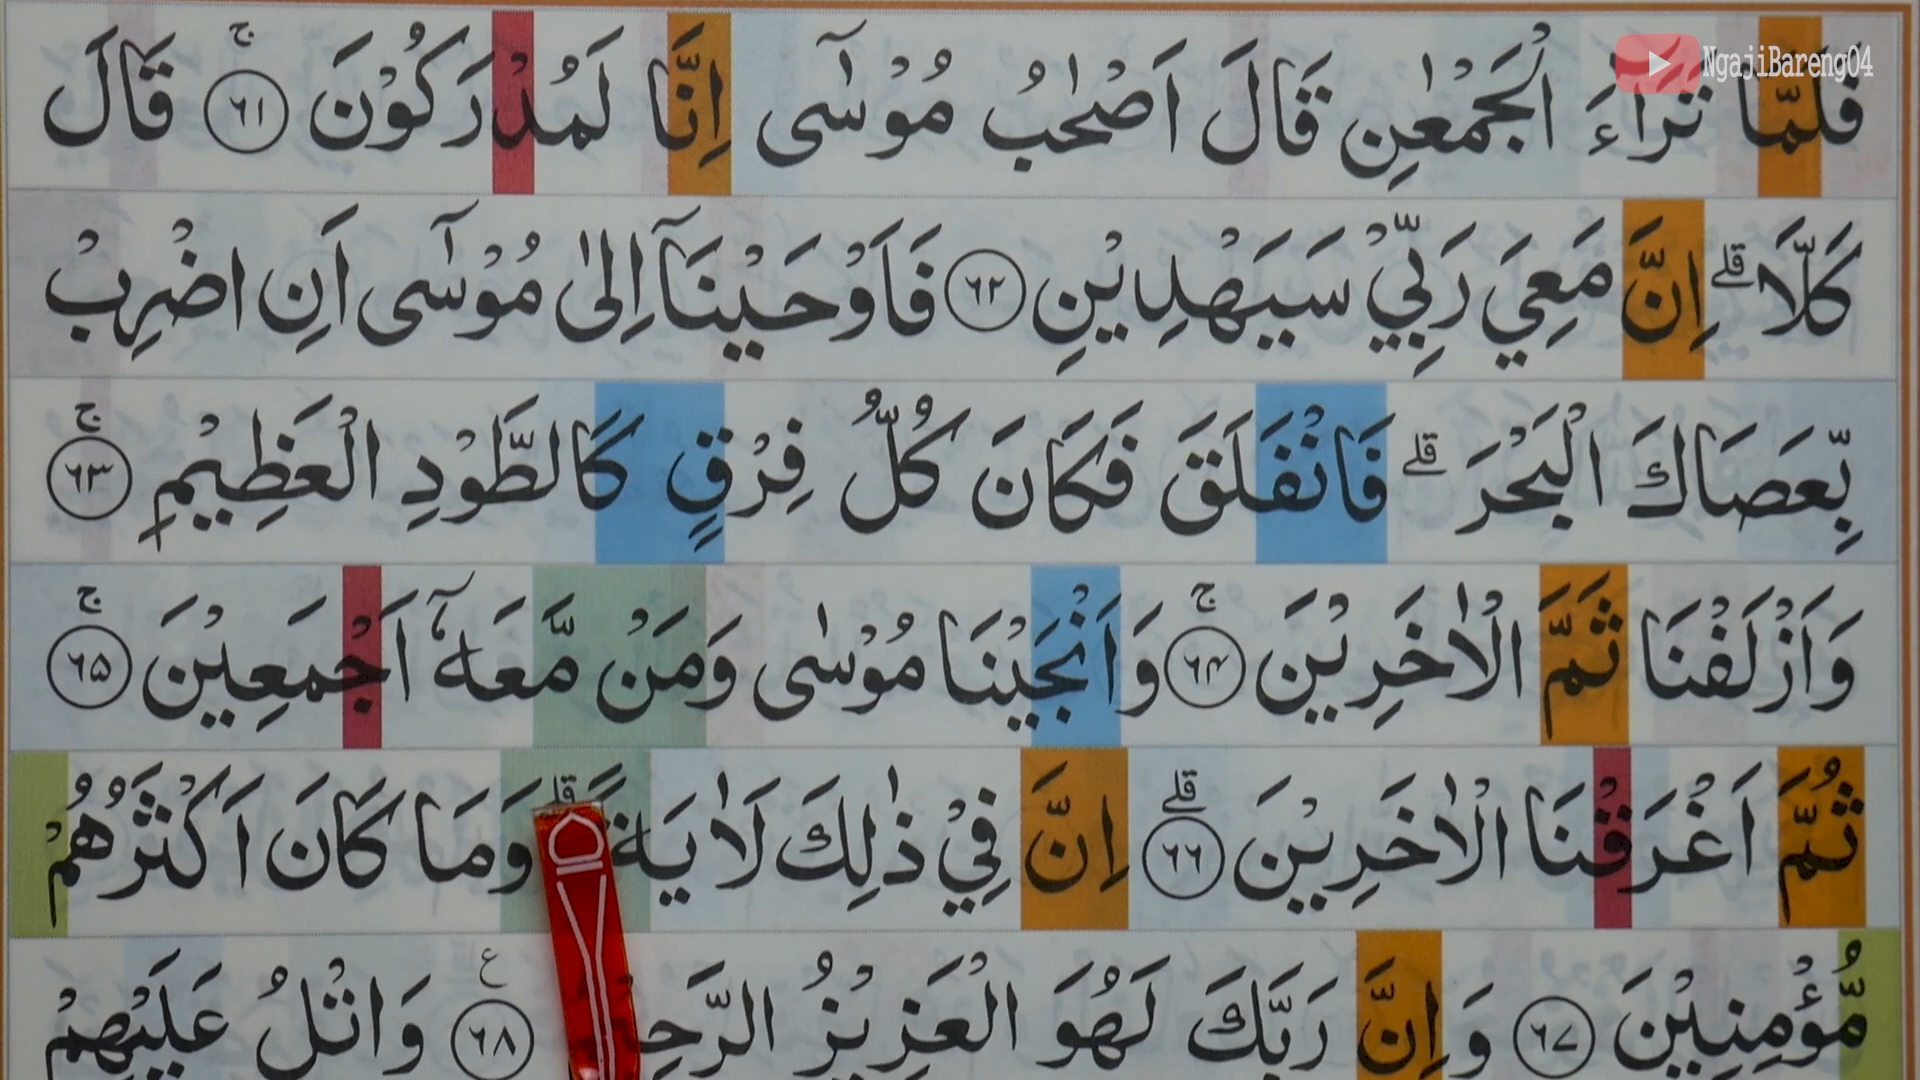 NgajiBareng04
فَلَمَّا تَرَاۤءَ الْجَمْعٰنِ قَالَ اَصْحٰبُ مُوْسٰٓى اِنَّا لَمُدْرَكُوْنَ ۚ ٦١ قَالَ
كَلَّا ۗاِنَّ مَعِيَ رَبِّيْ سَيَهْدِيْنِ ٦٢ فَاَوْحَيْنَآ اِلٰى مُوْسٰٓى اَنِ اضْرِبْ
بِّعَصَاكَ الْبَحْرَ ۗفَانْفَلَقَ فَكَانَ كُلُّ فِرْقٍ كَالطَّوْدِ الْعَظِيْمِ ۚ ٦٣
وَاَزْلَفْنَا ثَمَّ الْاٰخَرِيْنَ ۚ ٦٤ وَاَنْجَيْنَا مُوْسٰى وَمَنْ مَّعَهٗٓ اَجْمَعِيْنَ ۚ ٦٥
ثُمَّ اَغْرَقْنَا الْاٰخَرِيْنَ ۗ ٦٦ اِنَّ فِيْ ذٰلِكَ لَاٰيَةً ۗوَمَا كَانَ اَكْثَرُهُمْ
مُّؤْمِنِيْنَ ٦٧ وَاِنَّ رَبَّكَ لَهُوَ الْعَزِيْزُ ٦٨ ع وَاتْلُ عَلَيْهِمْ